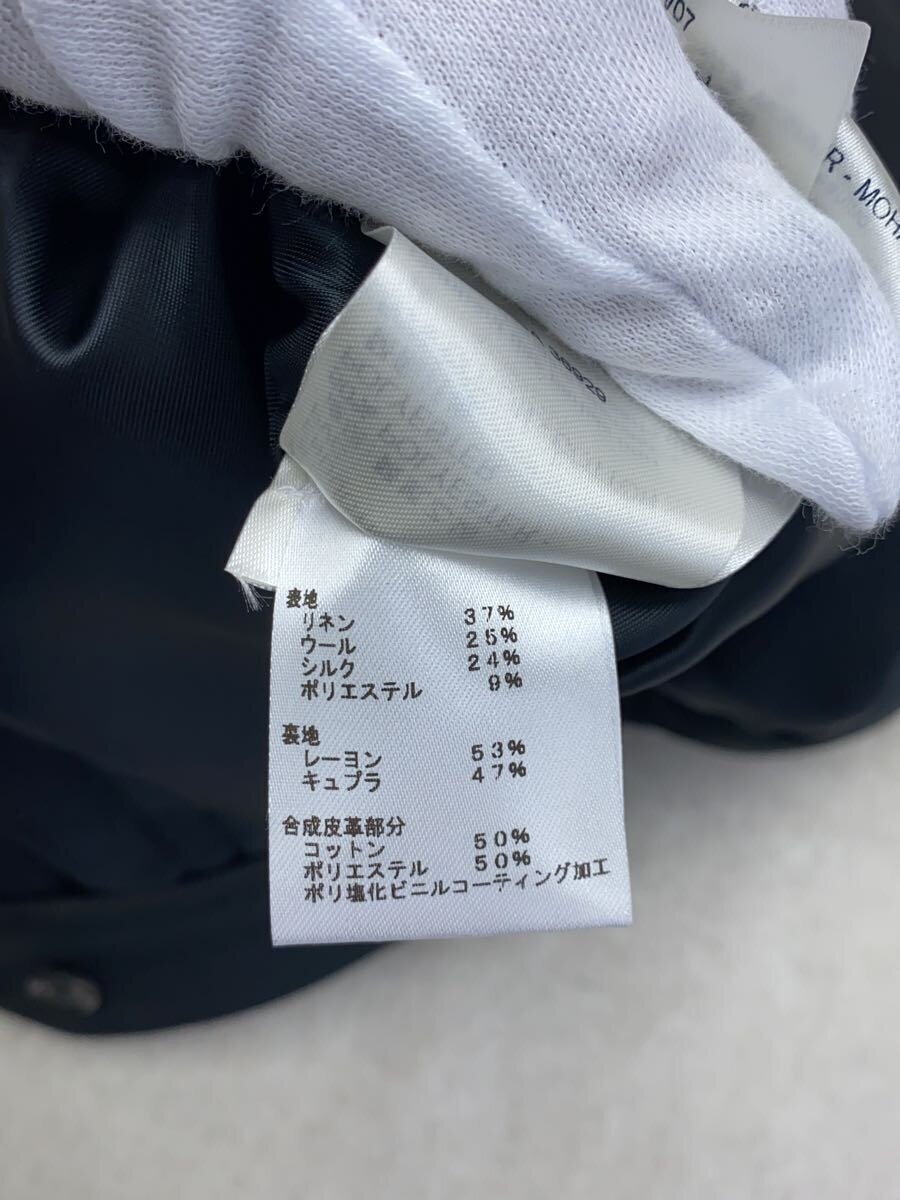 /07
R - MOH
36929
表地
リネン 37%
ウール 25%
シルク 24%
ポリエステル 9%
裏地
レーヨン 53%
キュプラ 47%
合成皮革部分
コットン 50%
ポリエステル 50%
ポリ塩化ビニルコーティング加工